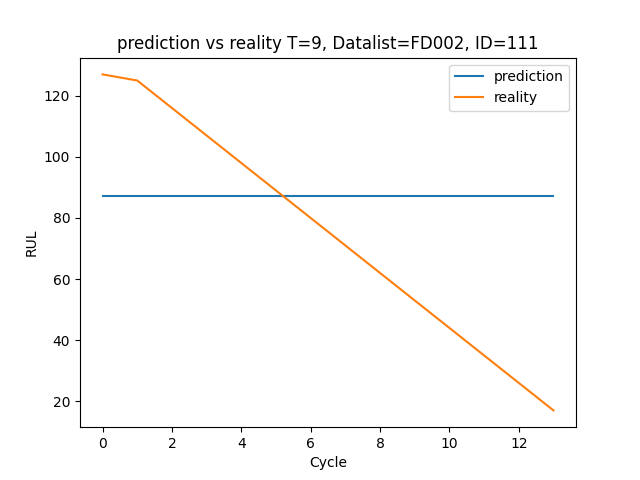 prediction vs reality T=9, Datalist=FD002, ID=111
prediction
reality
RUL
120
100
80
60
40
20
0 2 4 6 8 10 12
Cycle